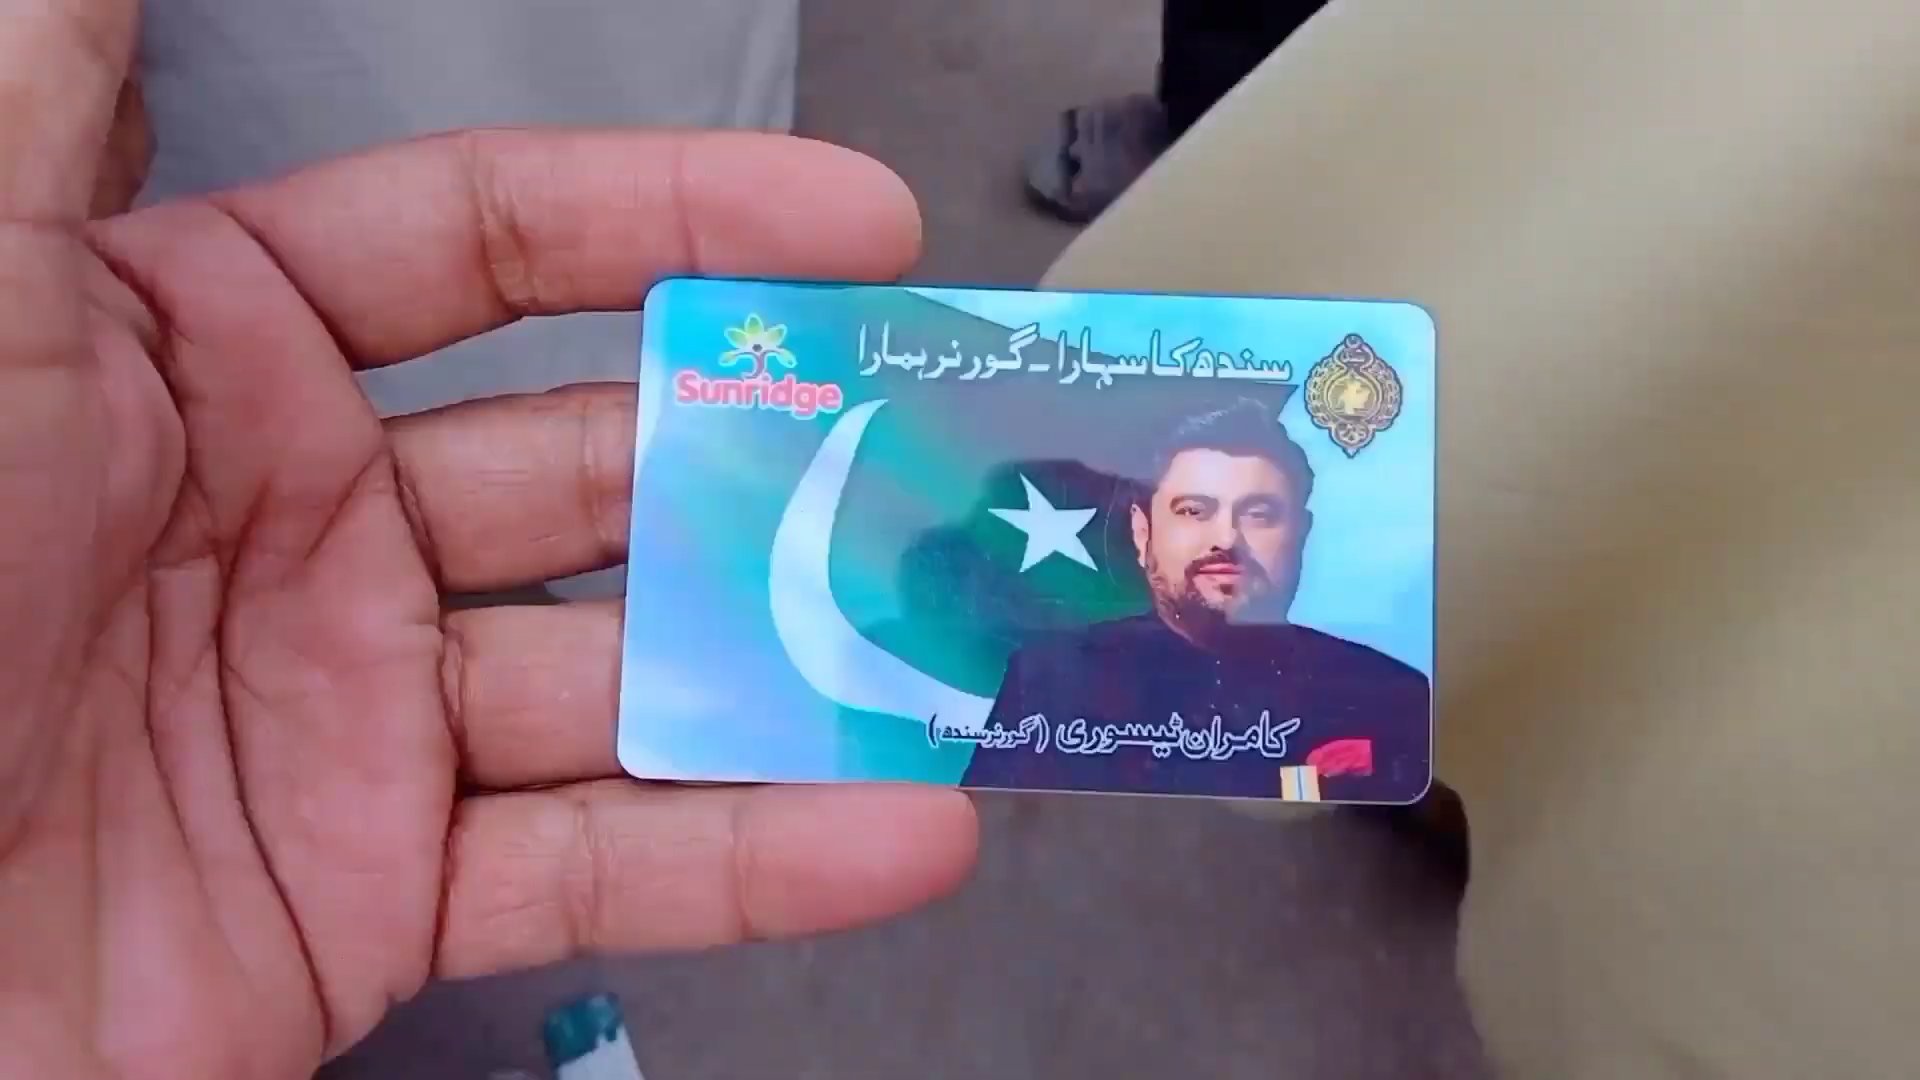 سندھ کا سہارا - گورنر ہمارا
Sunridge
کامران ٹیسوری (گورنر سندھ)